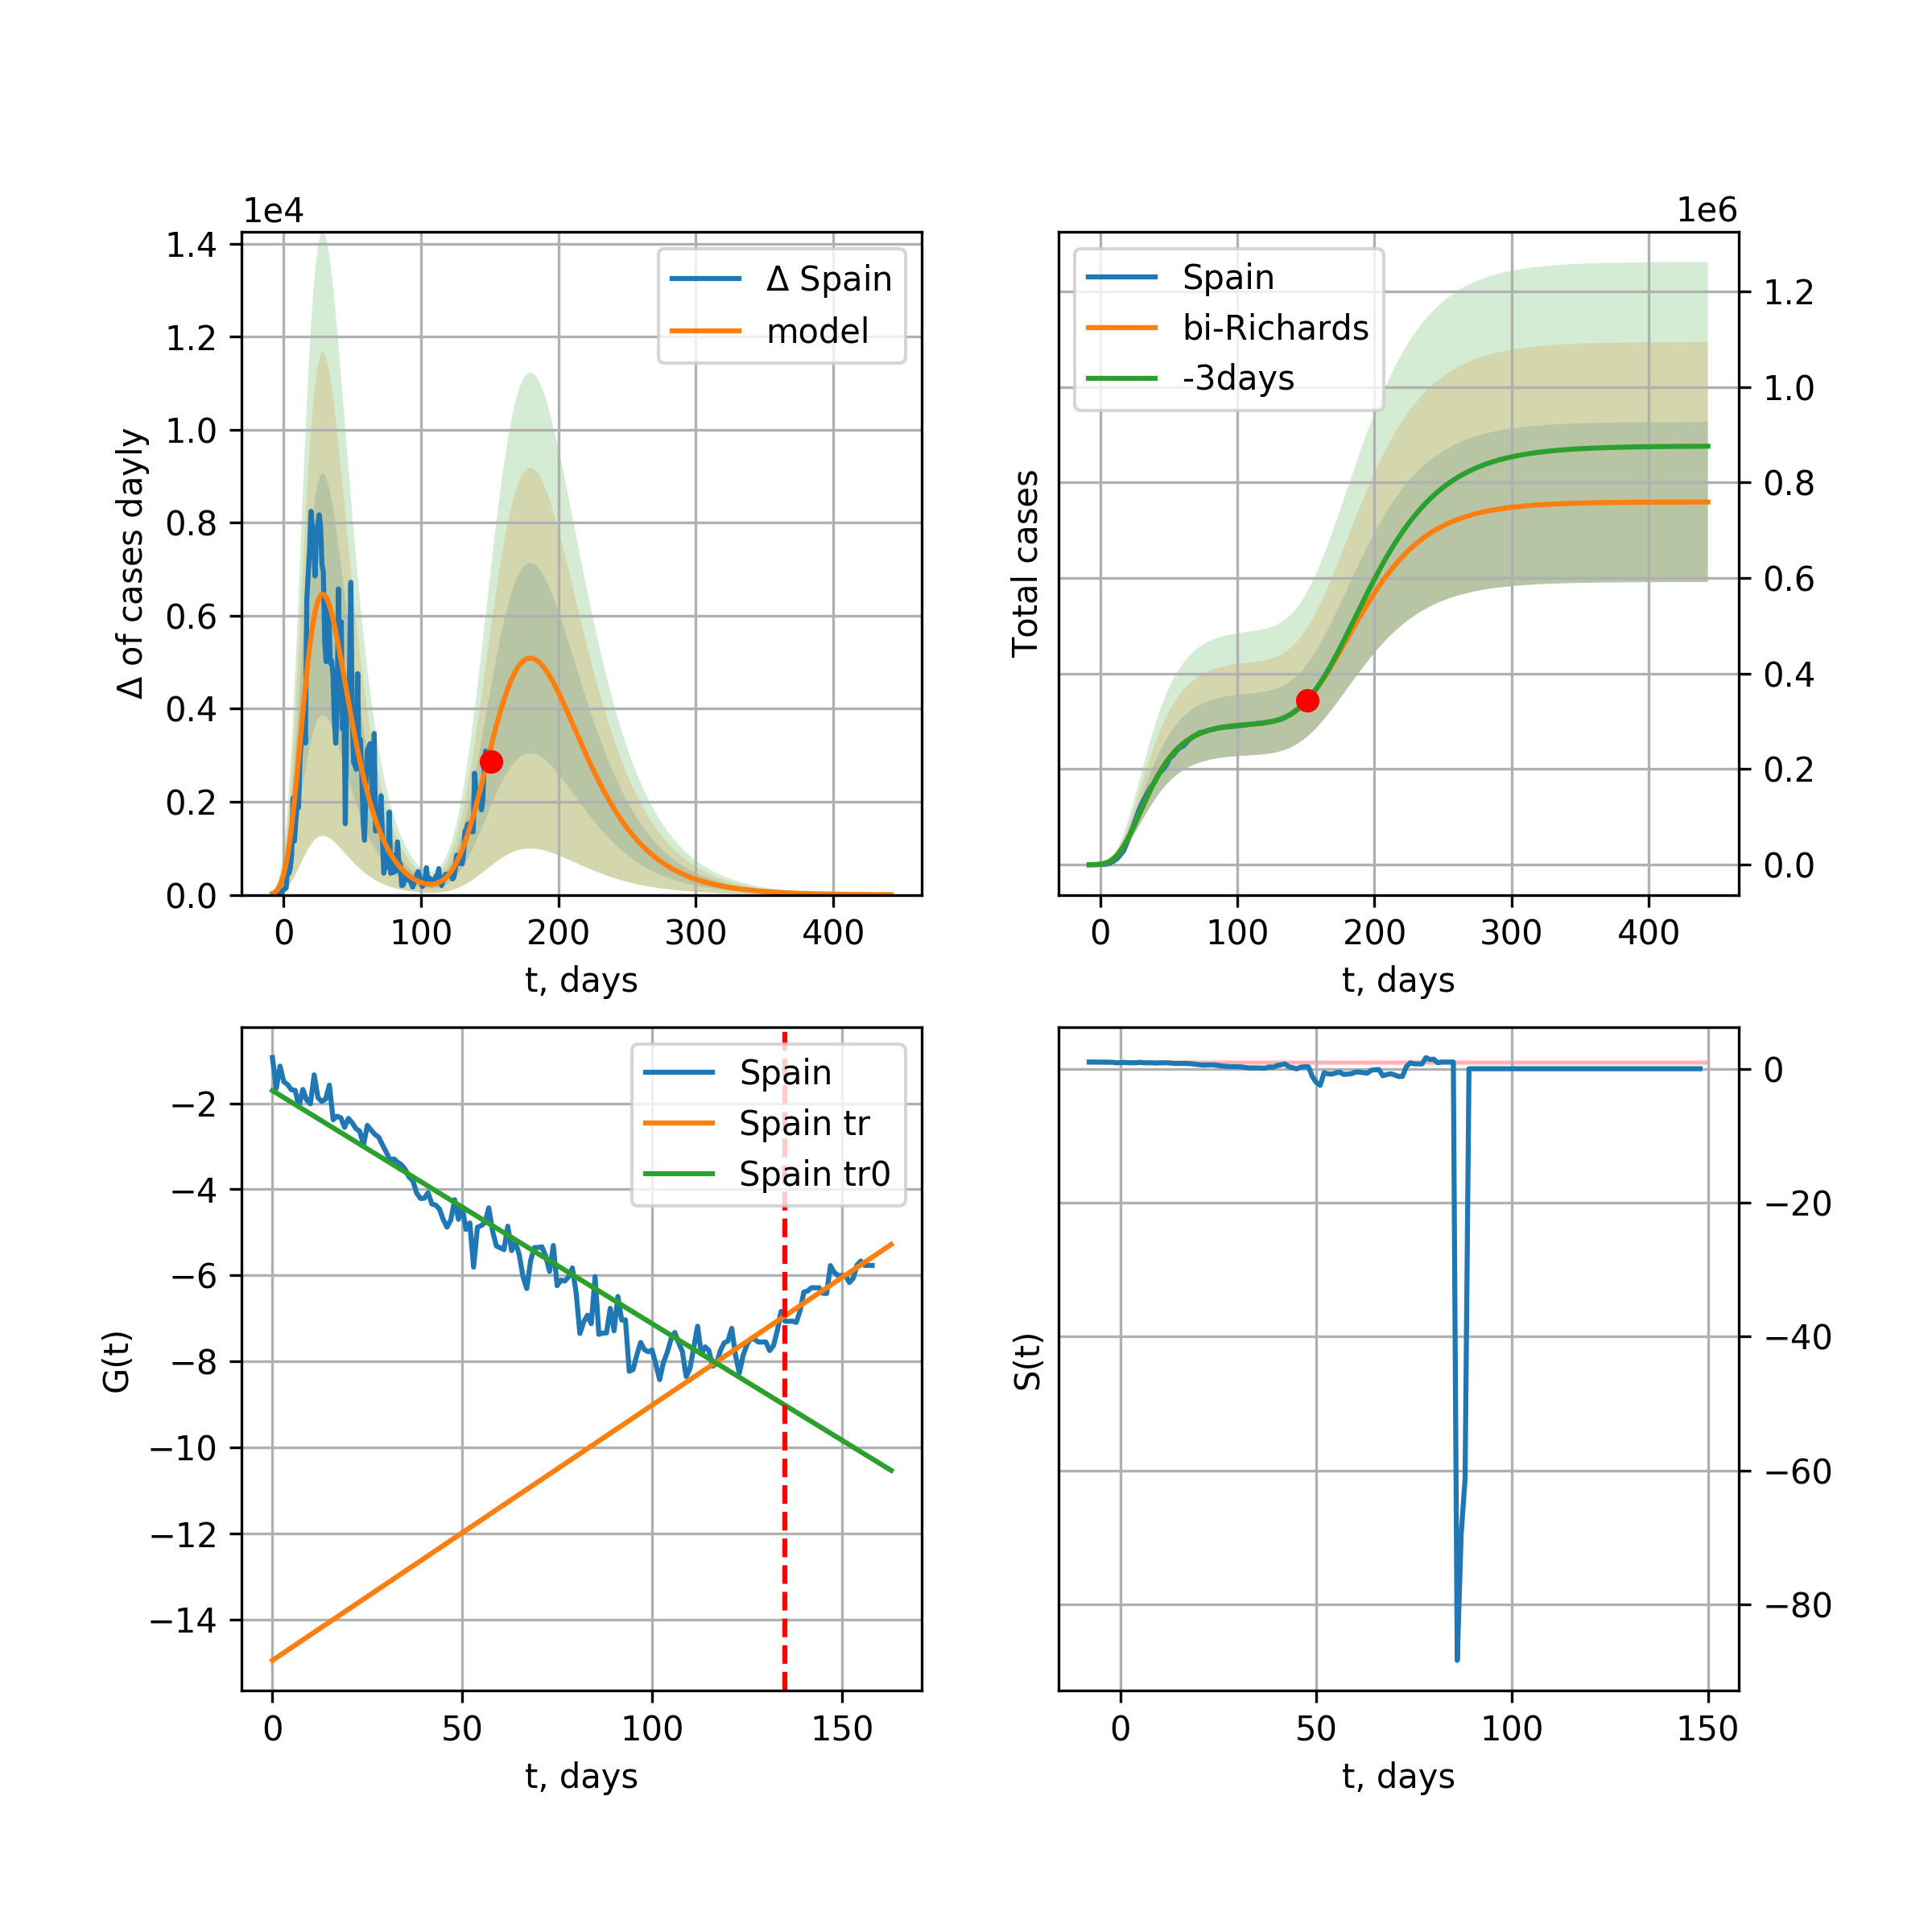 1e4
1.4
1.2
1.0
0.8
0.6
0.4
0.2
0.0
Δ of cases dayly
0 100 200 300 400
t, days
Δ Spain
model
1e6
1.2
1.0
0.8
0.6
0.4
0.2
0.0
Total cases
0 100 200 300 400
t, days
Spain
bi-Richards
-3days
−2
−4
−6
−8
−10
−12
−14
G(t)
0 50 100 150
t, days
Spain
Spain tr
Spain tr0
0
−20
−40
−60
−80
S(t)
0 50 100 150
t, days